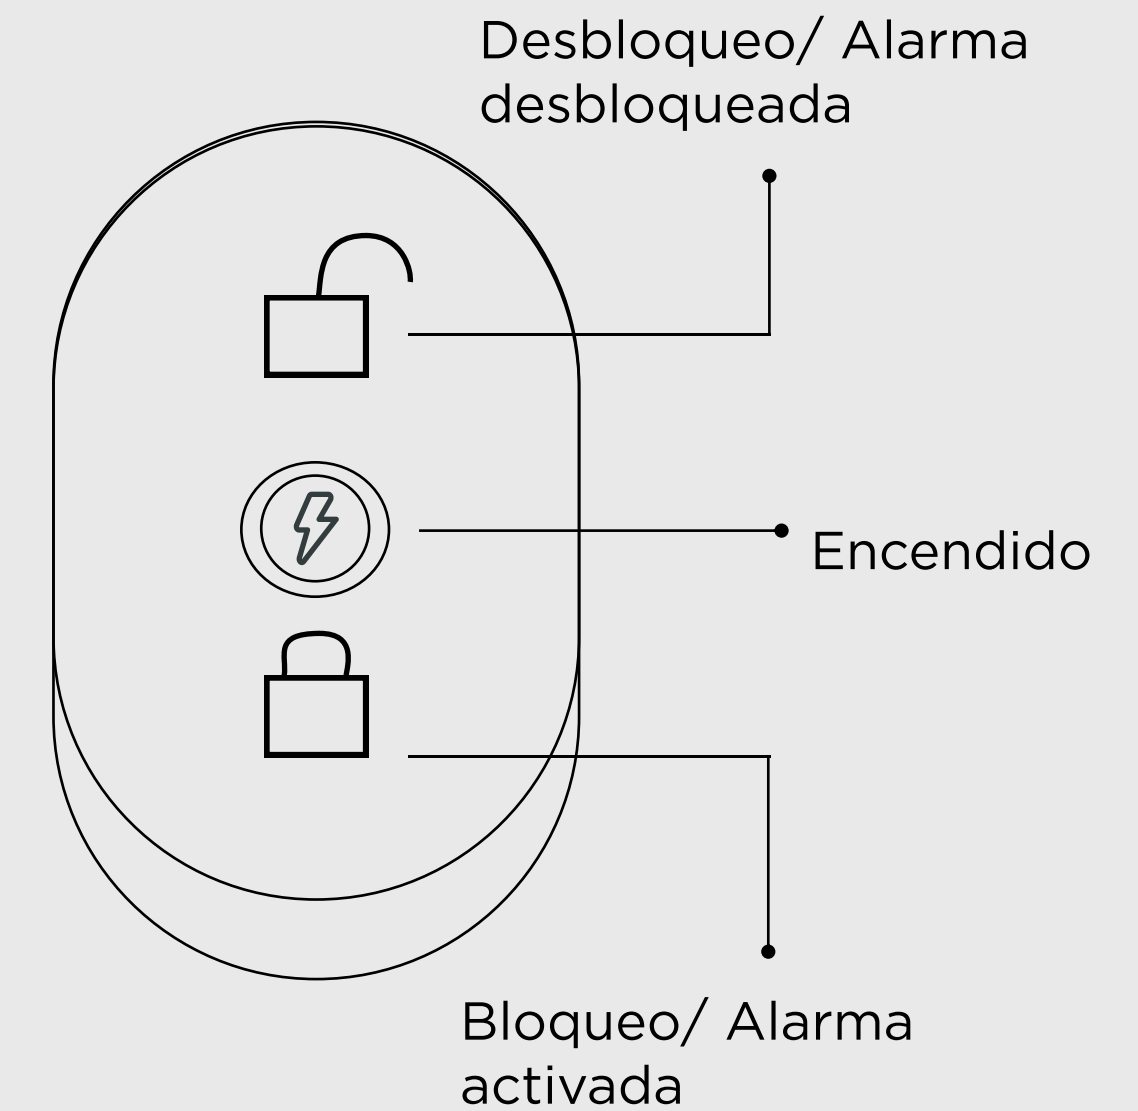 Desbloqueo/ Alarma
desbloqueada
Encendido
Bloqueo/ Alarma
activada